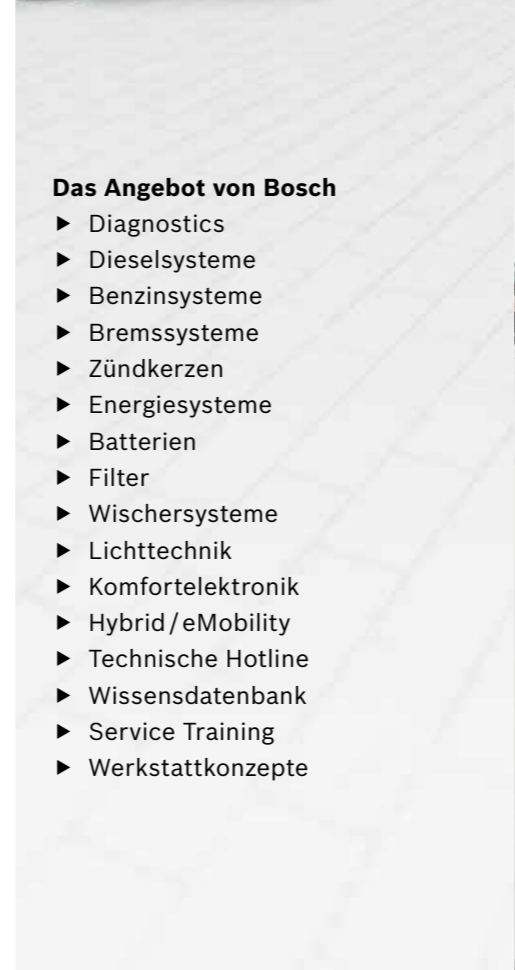 Das Angebot von Bosch
▶ Diagnostics
▶ Dieselsysteme
▶ Benzinsysteme
▶ Bremssysteme
▶ Zündkerzen
▶ Energiesysteme
▶ Batterien
▶ Filter
▶ Wischersysteme
▶ Lichttechnik
▶ Komfortelektronik
▶ Hybrid/eMobility
▶ Technische Hotline
▶ Wissensdatenbank
▶ Service Training
▶ Werkstattkonzepte